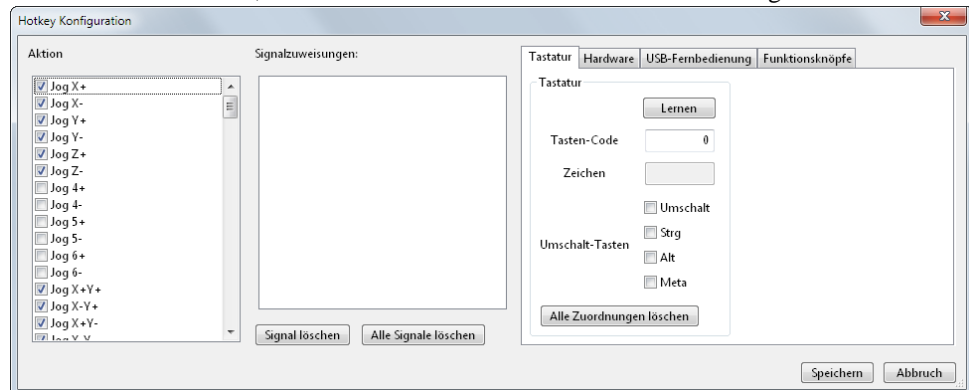 Hotkey Konfiguration
Aktion
Jog X+
Jog X-
Jog Y+
Jog Y-
Jog Z+
Jog Z-
Jog 4+
Jog 4-
Jog 5+
Jog 5-
Jog 6+
Jog 6-
Jog X+Y+
Jog X-Y+
Jog X+Y-
Signalzuweisungen:
Signal löschen Alle Signale löschen
Tastatur Hardware USB-Fernbedienung Funktionsknöpfe
Tastatur
Lernen
Tasten-Code 0
Zeichen
Umschalt-Tasten
Umschalt
Strg
Alt
Meta
Alle Zuordnungen löschen
Speichern Abbruch